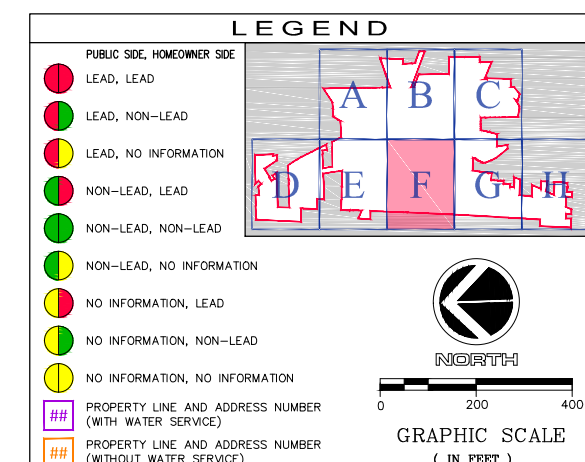 LEGEND
PUBLIC SIDE, HOMEOWNER SIDE
LEAD, LEAD
LEAD, NON-LEAD
LEAD, NO INFORMATION
NON-LEAD, LEAD
NON-LEAD, NON-LEAD
NON-LEAD, NO INFORMATION
NO INFORMATION, LEAD
NO INFORMATION, NON-LEAD
NO INFORMATION, NO INFORMATION
## PROPERTY LINE AND ADDRESS NUMBER
(WITH WATER SERVICE)
## PROPERTY LINE AND ADDRESS NUMBER
(WITHOUT WATER SERVICE)
A B C
D E F G H
NORTH
0 200 400
GRAPHIC SCALE
( IN FEET )